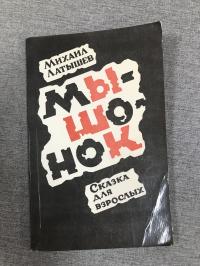 Михаил
Латышев
МЫ-
ШО-
НОК
Сказка
для
взрослых